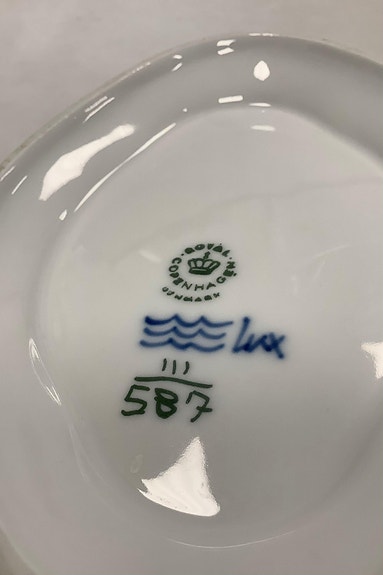 ROYAL
COPENHAGEN
DENMARK
lux
111
587